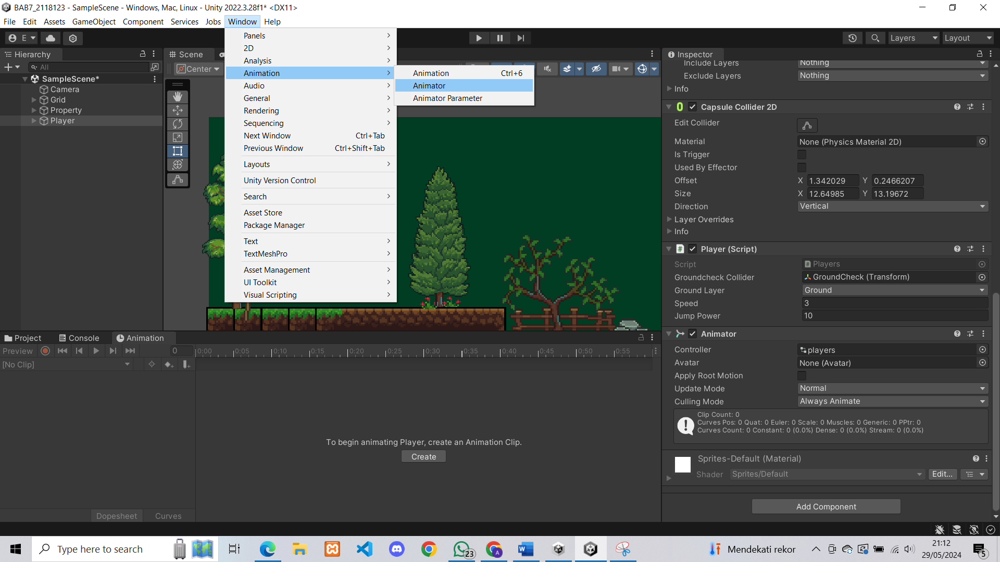 BAB7_2118123 - SampleScene - Windows, Mac, Linux - Unity 2022.3.28f1* <DX11>
File Edit Assets GameObject Component Services Jobs Window Help
E
Layers
Layout
Hierarchy
All
SampleScene*
Camera
Grid
Property
Player
Scene
Center
Panels
2D
Analysis
Animation
Audio
General
Rendering
Sequencing
Next Window Ctrl+Tab
Previous Window Ctrl+Shift+Tab
Layouts
Unity Version Control
Search
Asset Store
Package Manager
Text
TextMeshPro
Asset Management
UI Toolkit
Visual Scripting
Animation Ctrl+6
Animator
Animator Parameter
Inspector
Include Layers Nothing
Exclude Layers Nothing
Info
Capsule Collider 2D
Edit Collider
Material None (Physics Material 2D)
Is Trigger
Used By Effector
Offset X 1.342029 Y 0.2466207
Size X 12.64985 Y 13.19672
Direction Vertical
Layer Overrides
Info
Player (Script)
Script Players
Groundcheck Collider GroundCheck (Transform)
Ground Layer Ground
Speed 3
Jump Power 10
Animator
Controller players
Avatar None (Avatar)
Apply Root Motion
Update Mode Normal
Culling Mode Always Animate
Clip Count: 0
Curves Pos: 0 Quat: 0 Euler: 0 Scale: 0 Muscles: 0 Generic: 0 PPtr: 0
Curves Count: 0 Constant: 0 (0.0%) Dense: 0 (0.0%) Stream: 0 (0.0%)
Sprites-Default (Material)
Shader Sprites/Default Edit...
Add Component
Project Console Animation
Preview 0 0:00 0:05 0:10 0:15 0:20 0:25 0:30 0:35 0:40 0:45 0:50 0:55
[No Clip]
To begin animating Player, create an Animation Clip.
Create
Dopesheet Curves
Type here to search
23
A
Mendekati rekor
21:12
29/05/2024
5